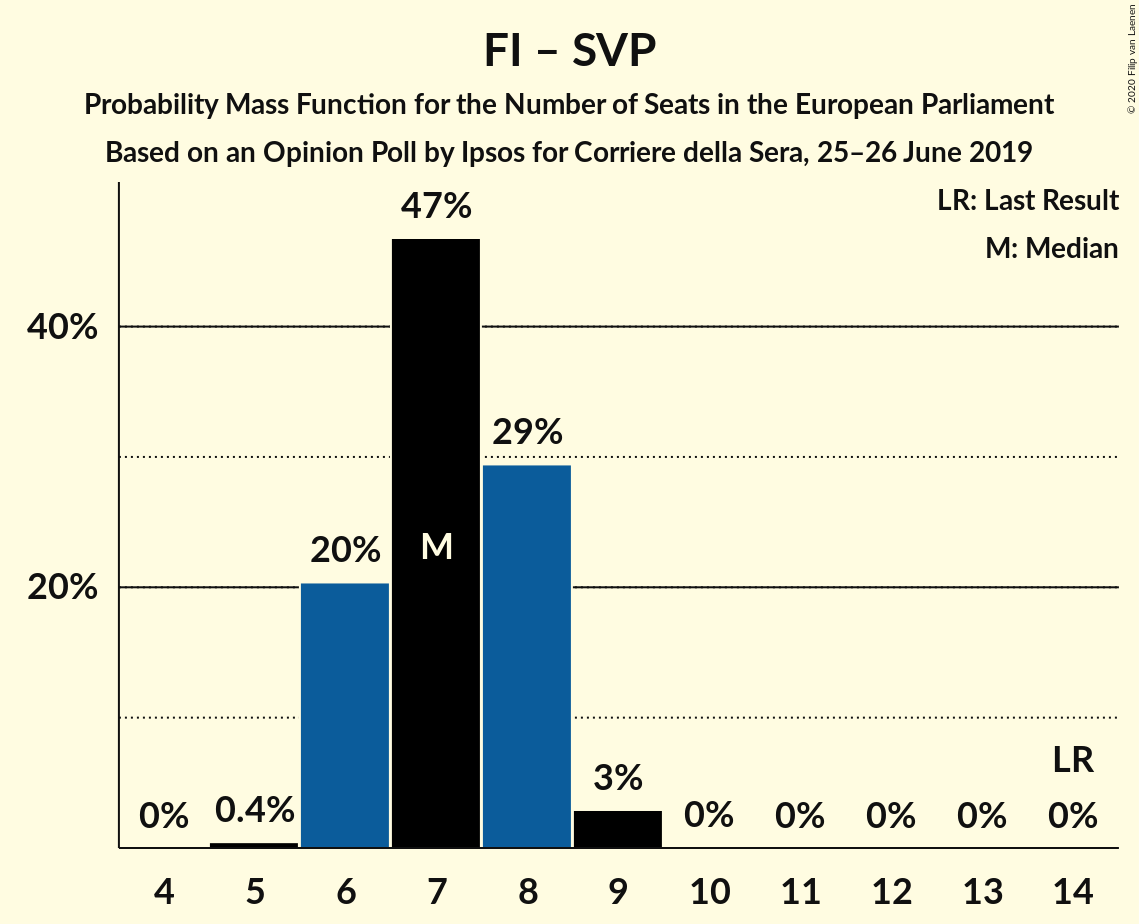 FI – SVP
Probability Mass Function for the Number of Seats in the European Parliament
Based on an Opinion Poll by Ipsos for Corriere della Sera, 25–26 June 2019
© 2020 Filip van Laenen
LR: Last Result
M: Median
47%
40%
29%
20%
M
20%
3%
LR
0%
0.4%
0%
0%
0%
0%
0%
4 5 6 7 8 9 10 11 12 13 14